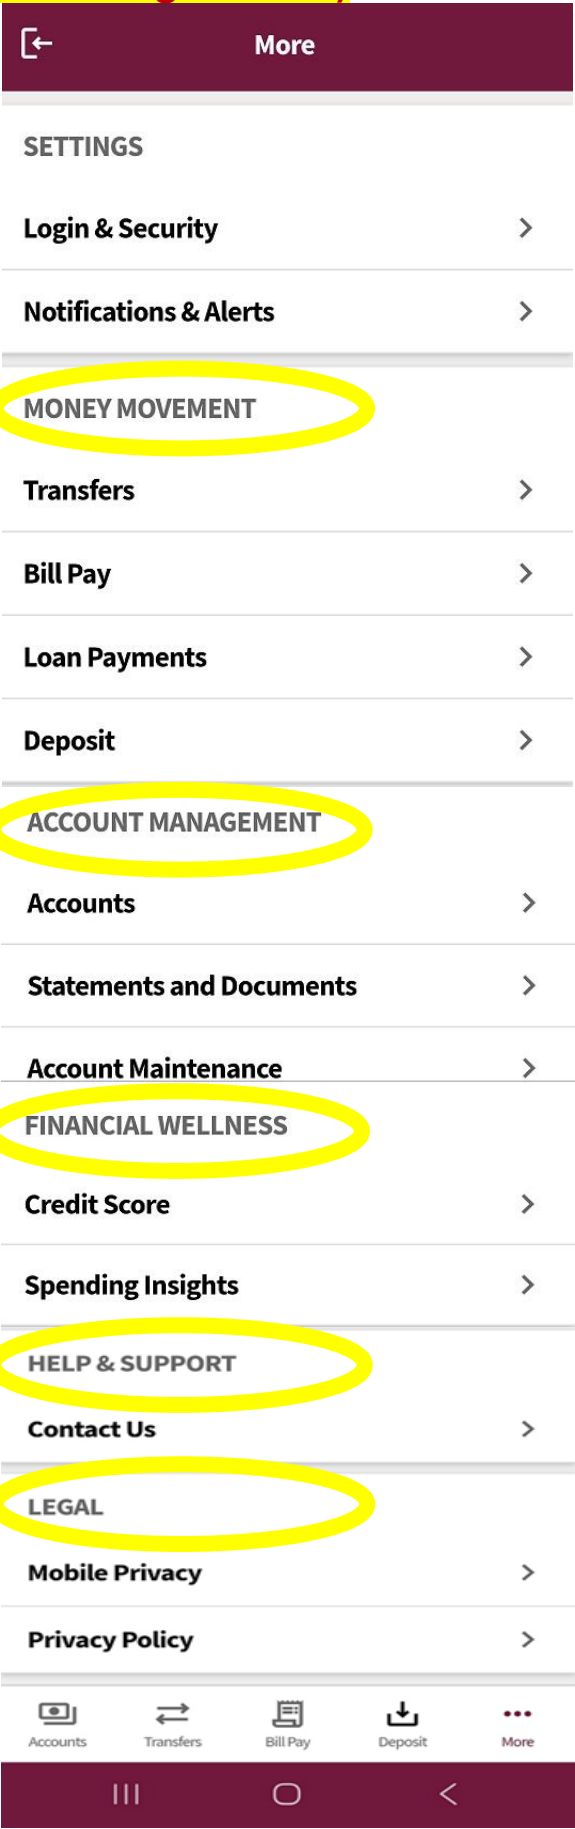 More
SETTINGS
Login & Security
Notifications & Alerts
MONEY MOVEMENT
Transfers
Bill Pay
Loan Payments
Deposit
ACCOUNT MANAGEMENT
Accounts
Statements and Documents
Account Maintenance
FINANCIAL WELLNESS
Credit Score
Spending Insights
HELP & SUPPORT
Contact Us
LEGAL
Mobile Privacy
Privacy Policy
Accounts Transfers Bill Pay Deposit More